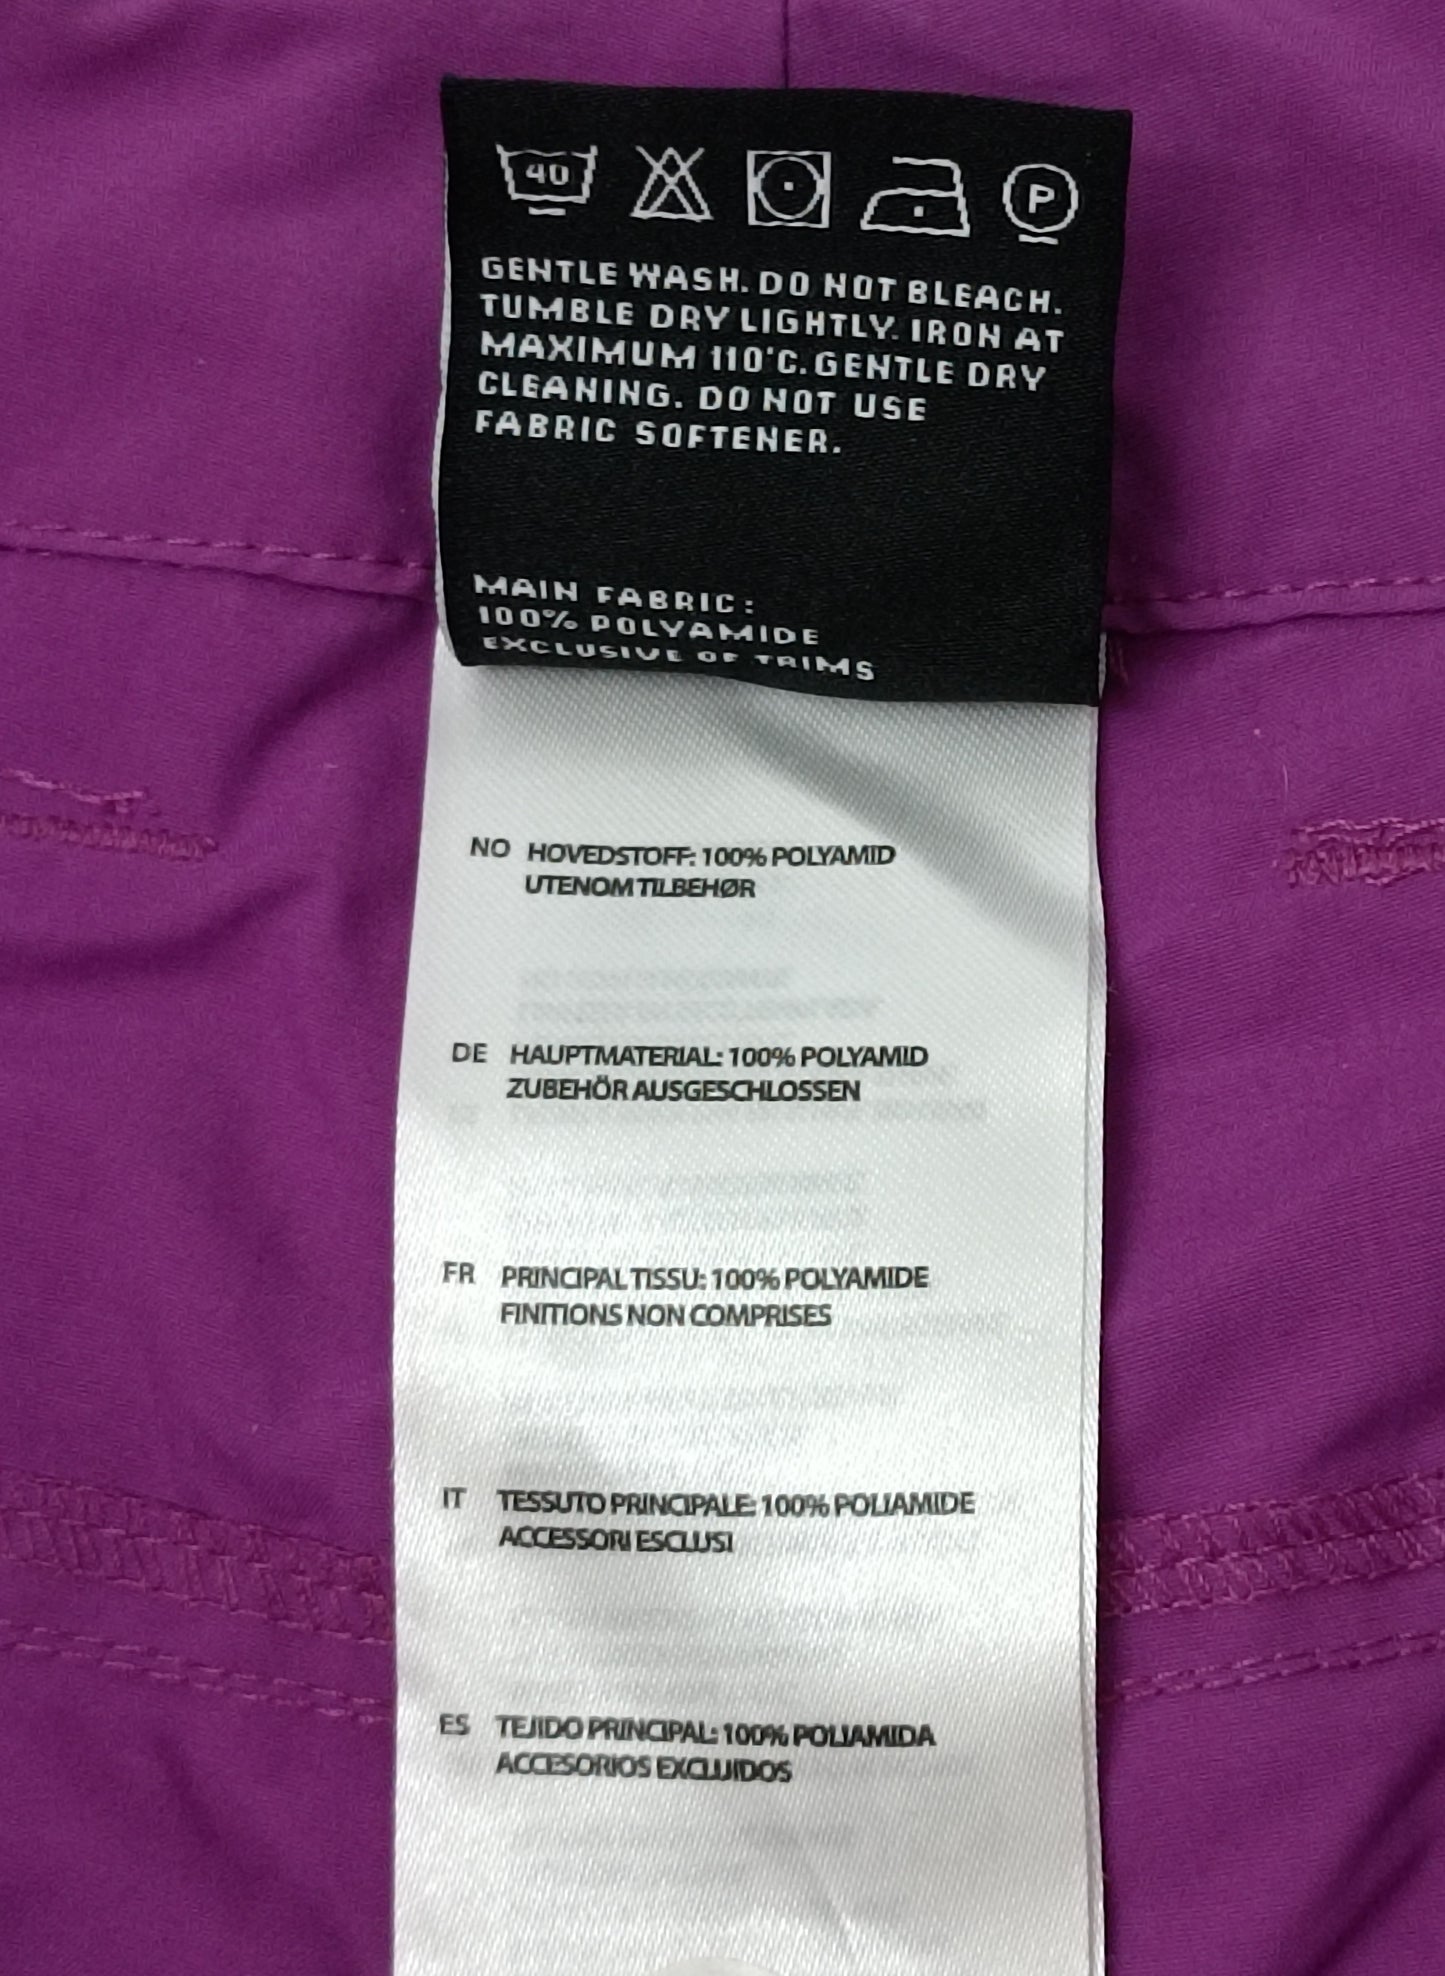 40
P
GENTLE WASH. DO NOT BLEACH.
TUMBLE DRY LIGHTLY. IRON AT
MAXIMUM 110°C. GENTLE DRY
CLEANING. DO NOT USE
FABRIC SOFTENER.
MAIN FABRIC:
100% POLYAMIDE
EXCLUSIVE OF TRIMS
NO HOVEDSTOFF: 100% POLYAMID
UTENOM TILBEHØR
DE HAUPTMATERIAL: 100% POLYAMID
ZUBEHÖR AUSGESCHLOSSEN
FR PRINCIPAL TISSU: 100% POLYAMIDE
FINITIONS NON COMPRISES
IT TESSUTO PRINCIPALE: 100% POLIAMIDE
ACCESSORI ESCLUSI
ES TEJIDO PRINCIPAL: 100% POLIAMIDA
ACCESORIOS EXCLUIDOS